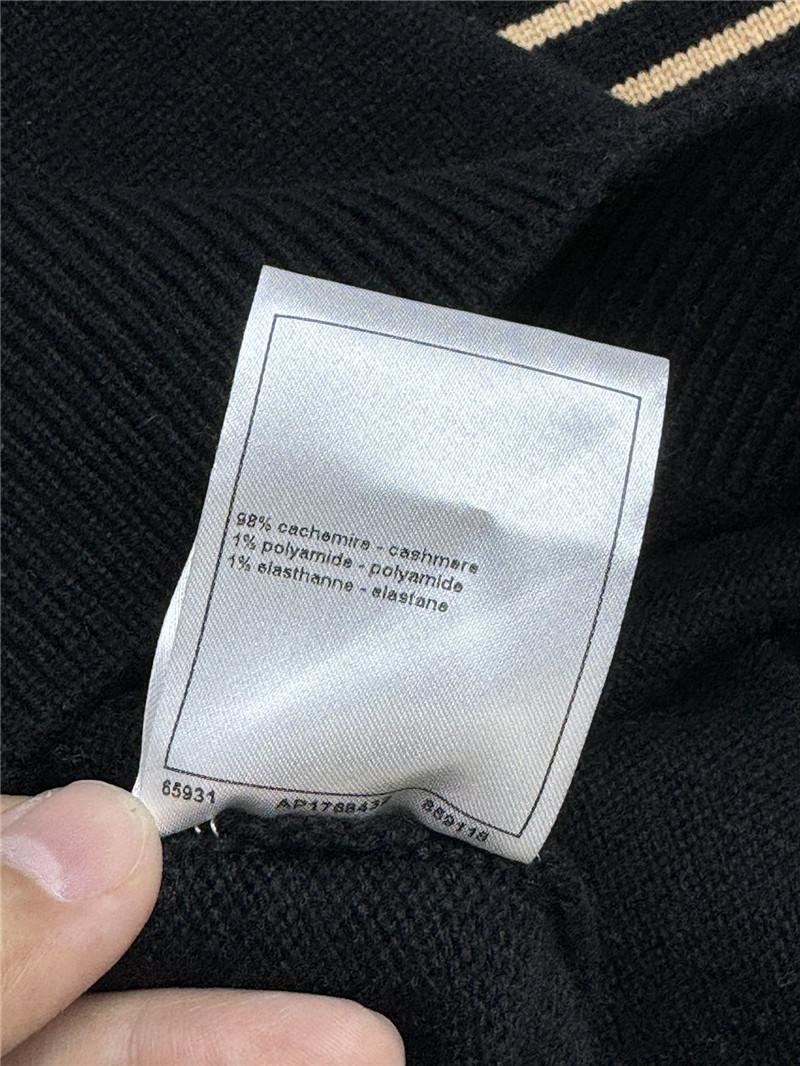 98% cachemire - cashmere
1% polyamide - polyamide
1% elasthanne - elastane
65931